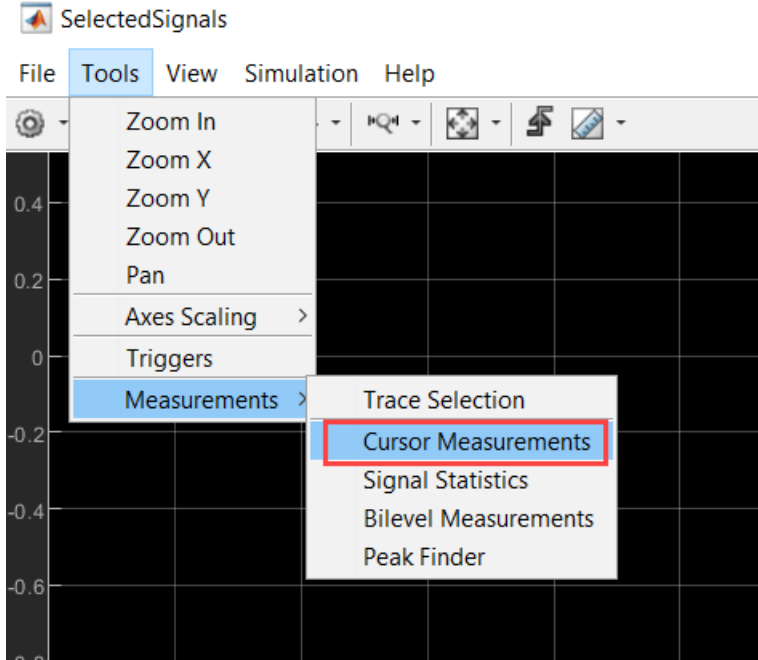 SelectedSignals
File Tools View Simulation Help
Zoom In
Zoom X
Zoom Y
Zoom Out
Pan
Axes Scaling
Triggers
Measurements
Trace Selection
Cursor Measurements
Signal Statistics
Bilevel Measurements
Peak Finder
0.4
0.2
0
-0.2
-0.4
-0.6